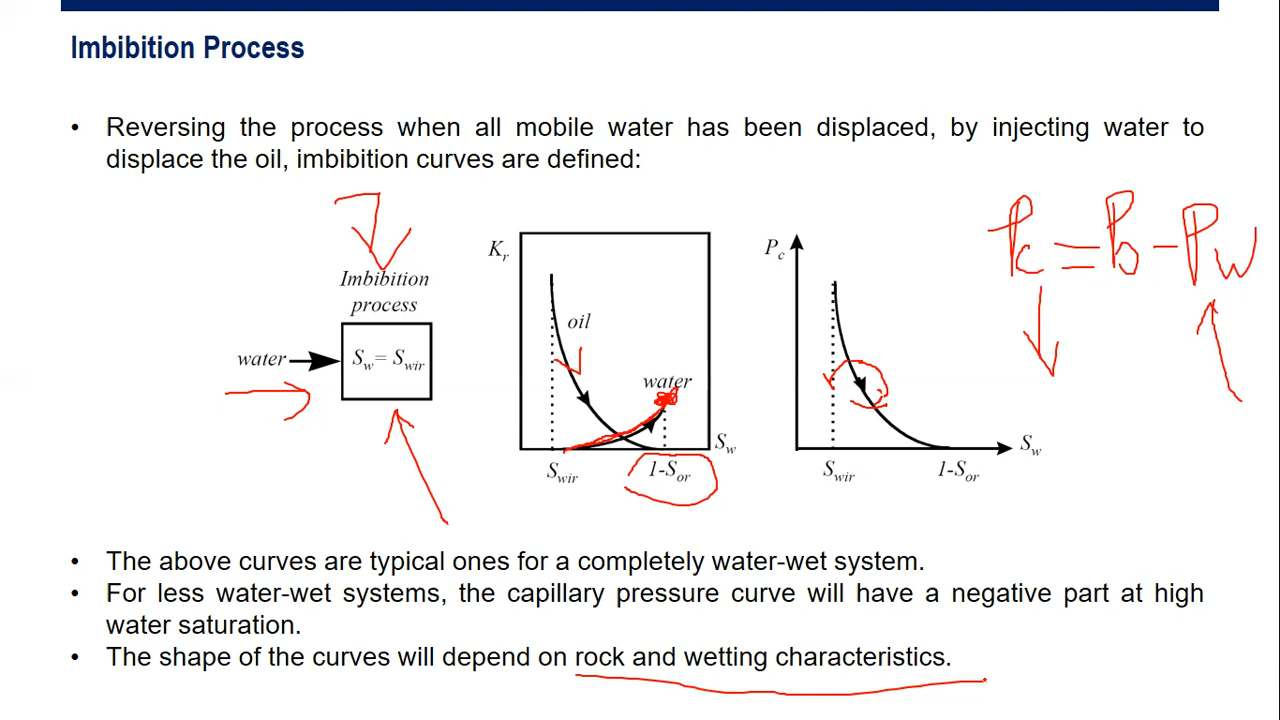 Imbibition Process
• Reversing the process when all mobile water has been displaced, by injecting water to
displace the oil, imbibition curves are defined:
Imbibition
process
water
Sw = Swir
Kr
oil
water
Sw
Swir
1-Sor
Pc
Sw
Swir
1-Sor
Pc = Po - Pw
• The above curves are typical ones for a completely water-wet system.
• For less water-wet systems, the capillary pressure curve will have a negative part at high
water saturation.
• The shape of the curves will depend on rock and wetting characteristics.